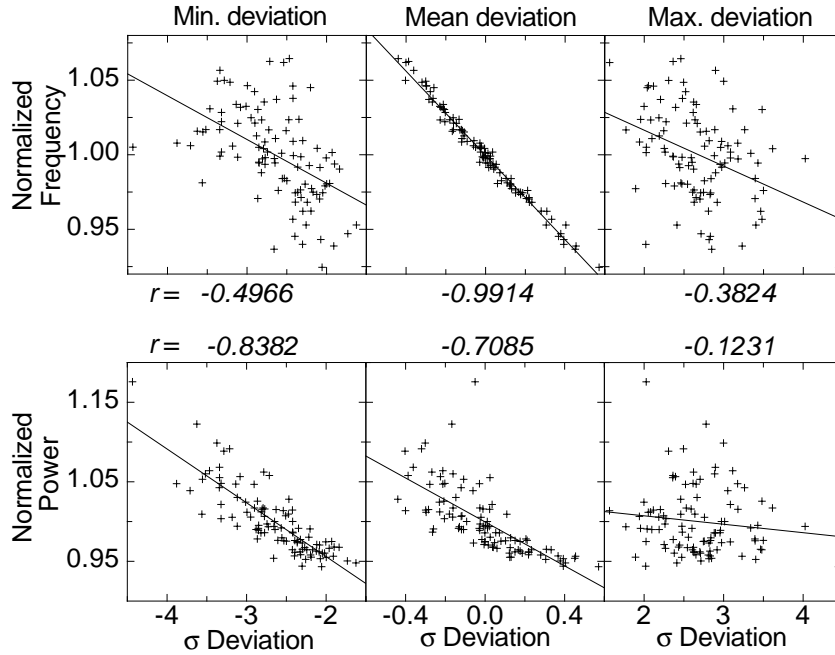 Min. deviation Mean deviation Max. deviation
Normalized
Frequency
1.05
1.00
0.95
r = -0.4966 -0.9914 -0.3824
r = -0.8382 -0.7085 -0.1231
Normalized
Power
1.15
1.05
0.95
-4 -3 -2 -0.4 0.0 0.4 2 3 4
σ Deviation σ Deviation σ Deviation